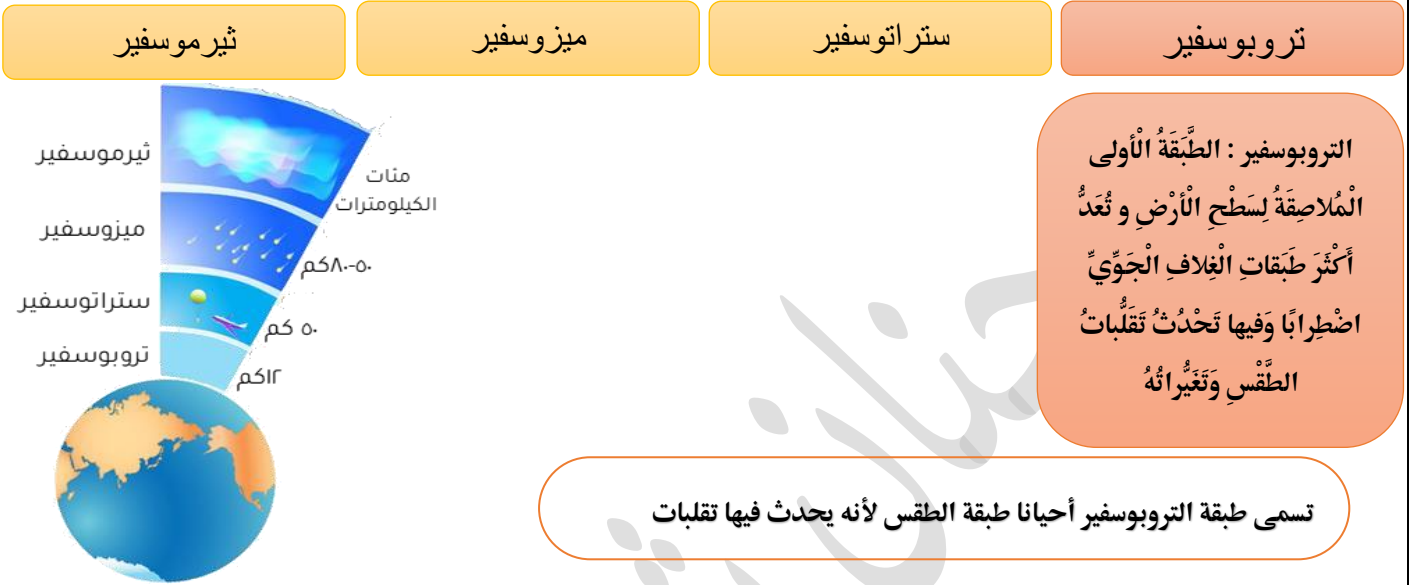 تروبوسفير
ستراتوسفير
ميزوسفير
ثيرموسفير
التروبوسفير : الطَّبَقَةُ الْأولى
الْمُلاصِقَةُ لِسَطْحِ الْأرْضِ و تُعَدُّ
أَكْثَرَ طَبَقاتِ الْغِلافِ الْجَوِّيِّ
اضْطِرابًا وَفيها تَحْدُثُ تَقَلُّباتُ
الطَّقْسِ وَتَغَيُّراتُهُ
ثيرموسفير
مئات
الكيلومترات
ميزوسفير
٥٠-٨٠كم
ستراتوسفير
٥٠ كم
تروبوسفير
١٢كم
تسمى طبقة التروبوسفير أحيانا طبقة الطقس لأنه يحدث فيها تقلبات
حنان